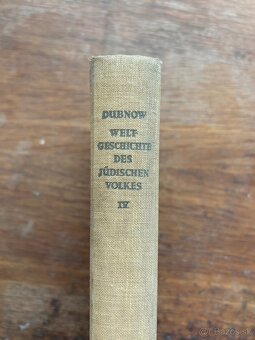 DUBNOW
WELT-
GESCHICHTE
DES
JÜDISCHEN
VOLKES
IV